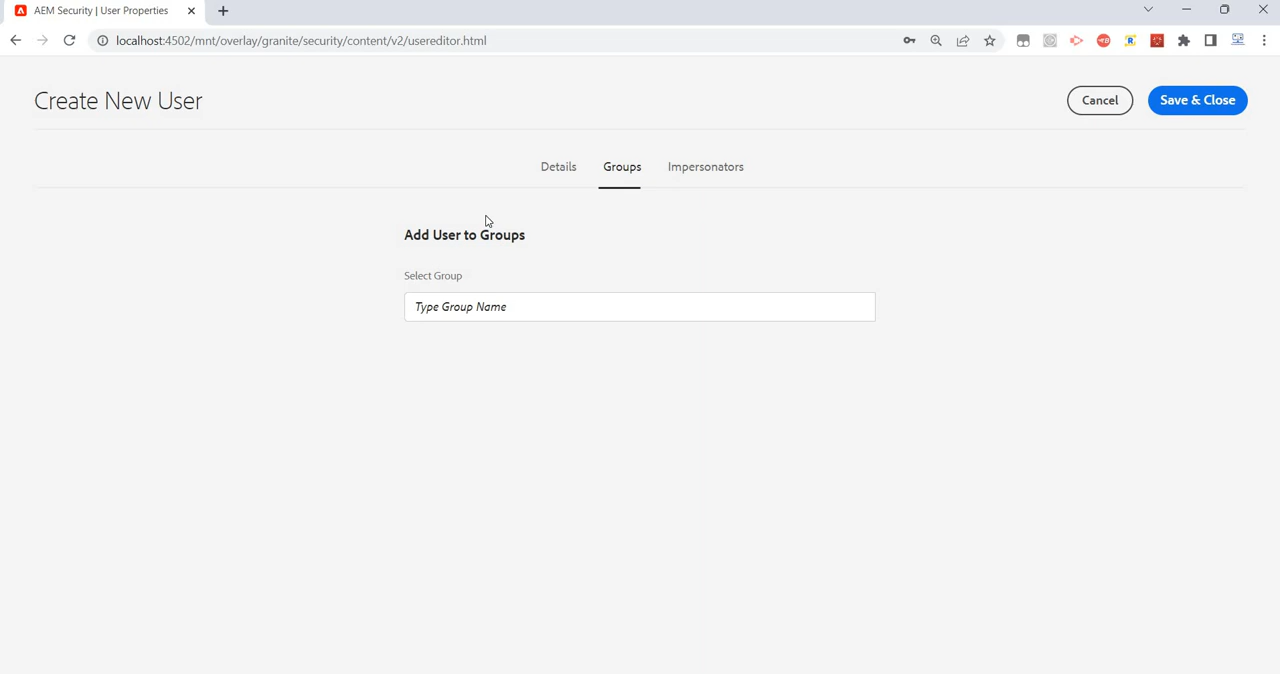 AEM Security | User Properties
localhost:4502/mnt/overlay/granite/security/content/v2/usereditor.html
Create New User
Cancel
Save & Close
Details
Groups
Impersonators
Add User to Groups
Select Group
Type Group Name